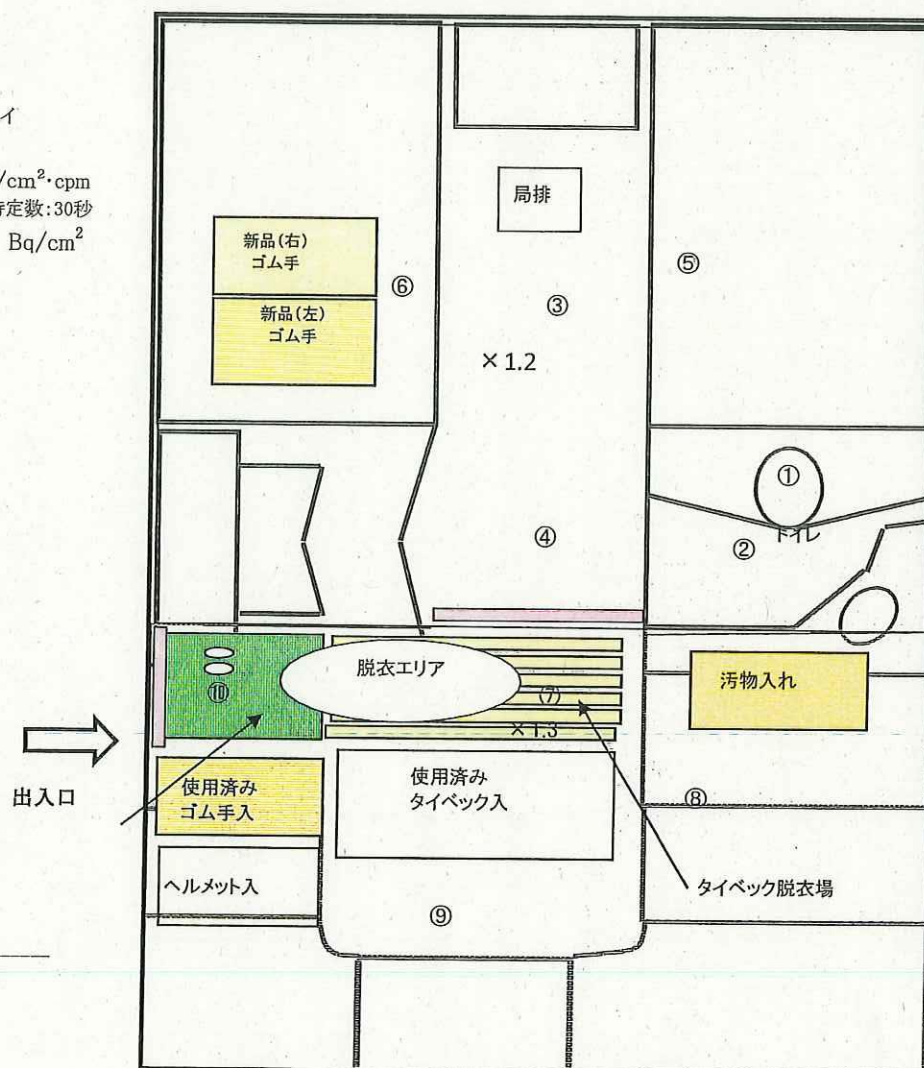 イ
/cm²・cpm
定数:30秒
Bq/cm²
局排
新品(右)
ゴム手
⑥
③
⑤
新品(左)
ゴム手
×1.2
①
④
②
トイレ
脱衣エリア
汚物入れ
⑩
⑦
×1.3
出入口
使用済み
ゴム手入
使用済み
タイベック入
⑧
ヘルメット入
タイベック脱衣場
⑨